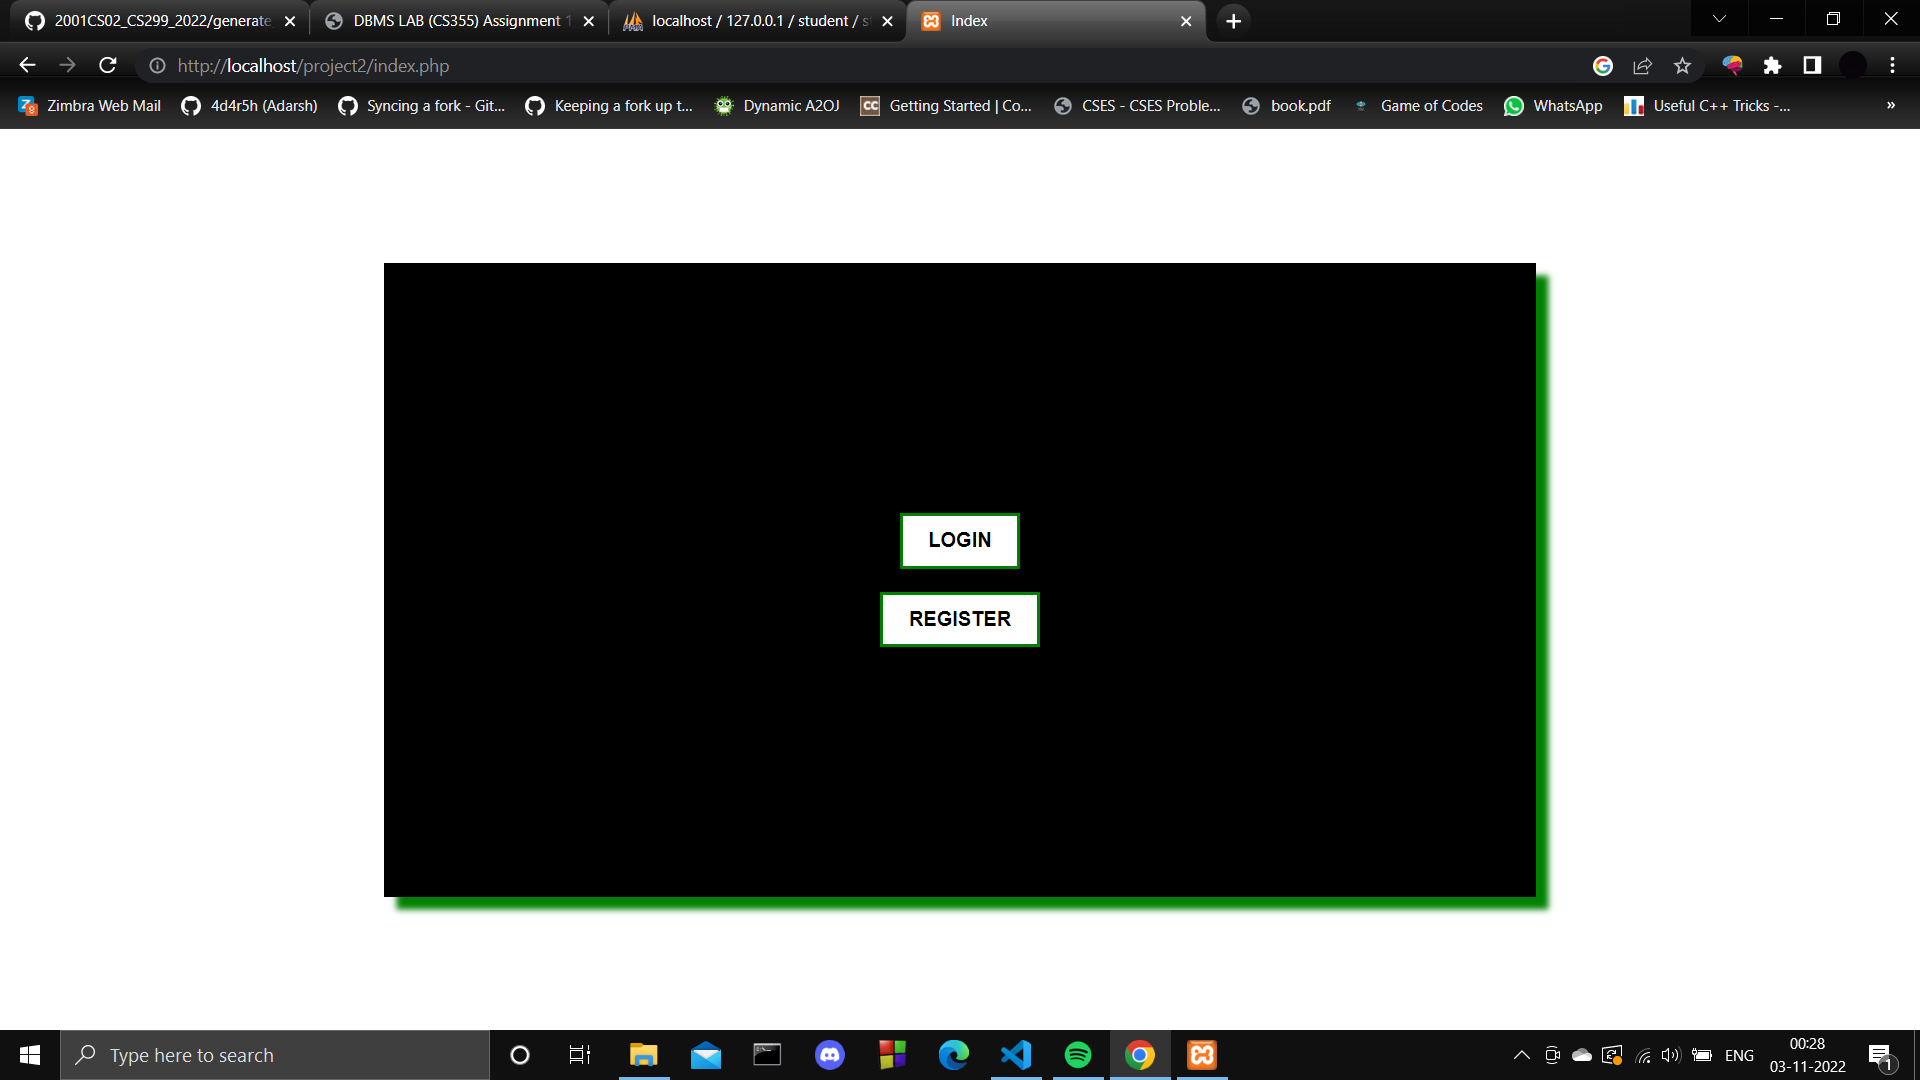 2001CS02_CS299_2022/generate
DBMS LAB (CS355) Assignment 1
localhost / 127.0.0.1 / student / s
Index
http://localhost/project2/index.php
Zimbra Web Mail
4d4r5h (Adarsh)
Syncing a fork - Git...
Keeping a fork up t...
Dynamic A2OJ
CC
Getting Started | Co...
CSES - CSES Proble...
book.pdf
Game of Codes
WhatsApp
Useful C++ Tricks -...
»
LOGIN
REGISTER
Type here to search
ENG
00:28
03-11-2022
1